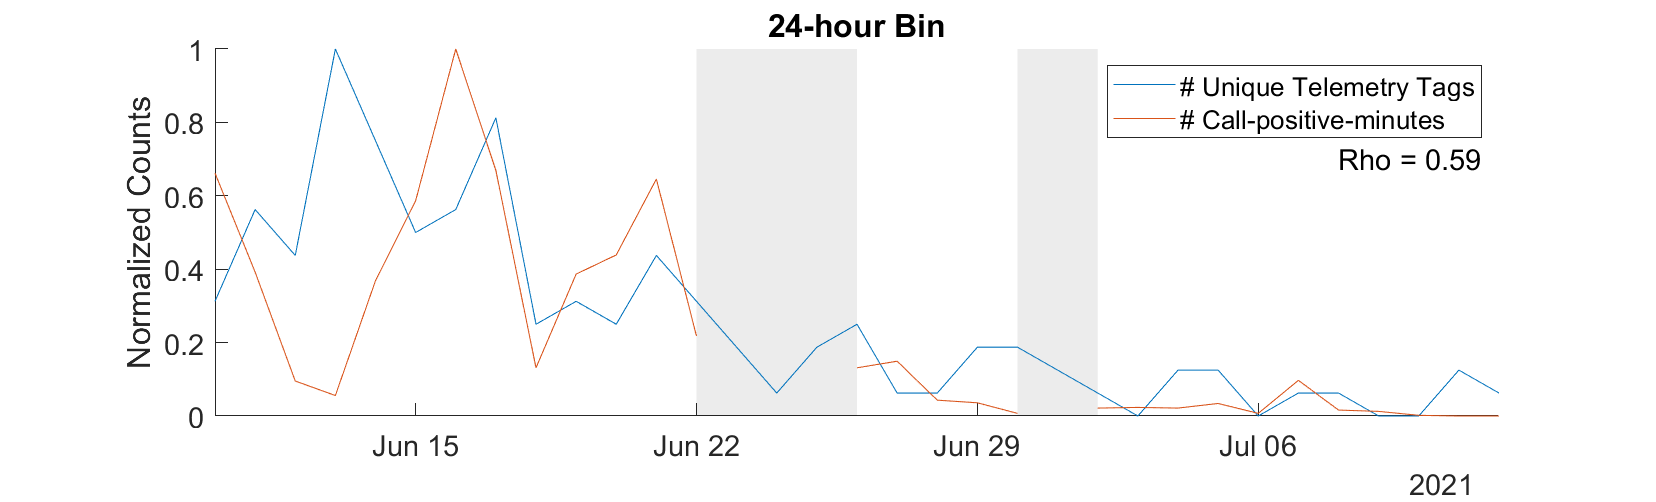 24-hour Bin
Normalized Counts
1
0.8
0.6
0.4
0.2
0
# Unique Telemetry Tags
# Call-positive-minutes
Rho = 0.59
Jun 15
Jun 22
Jun 29
Jul 06
2021